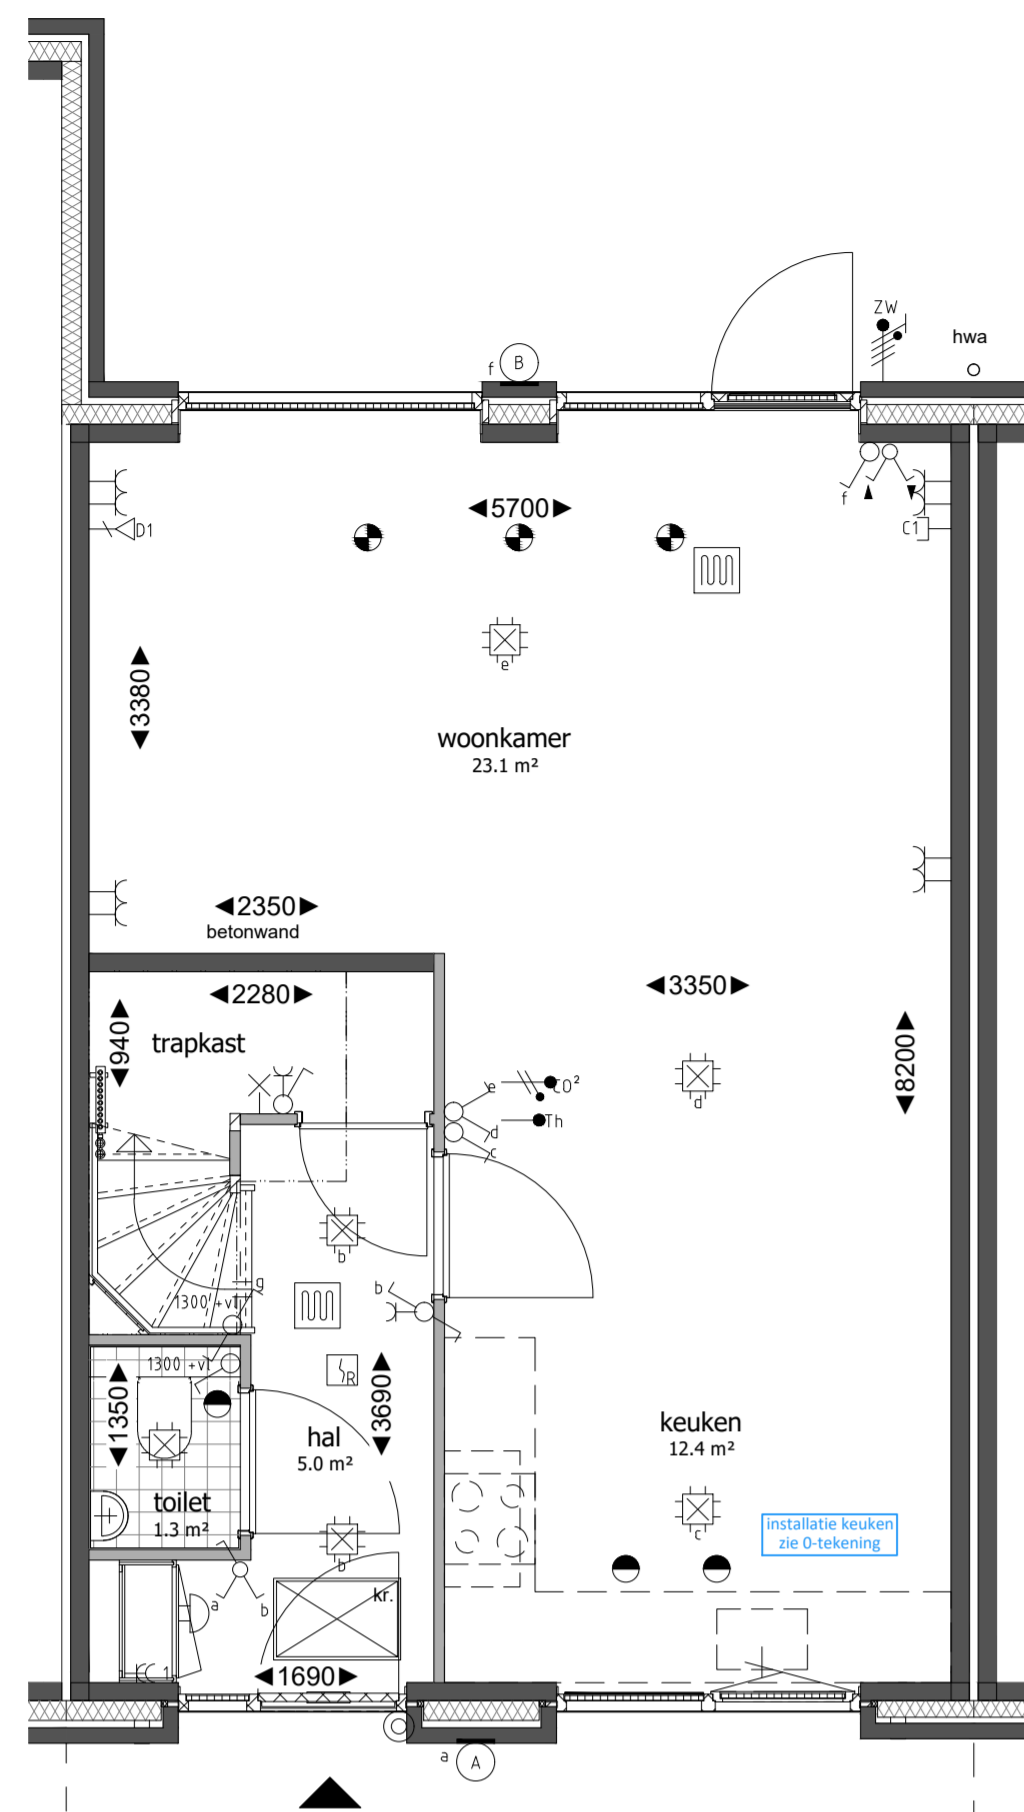 ZW
hwa
f
B
f
5700
D1
C1
e
3380
woonkamer
23.1 m²
2350
betonwand
2280
3350
940
trapkast
8200
e
CO²
d
Th
c
d
b
g
1300 +vl
b
1300 +vl
R
1350
3690
hal
5.0 m²
keuken
12.4 m²
toilet
1.3 m²
c
installatie keuken
zie 0-tekening
b
a
b
kr.
1
1690
a
A